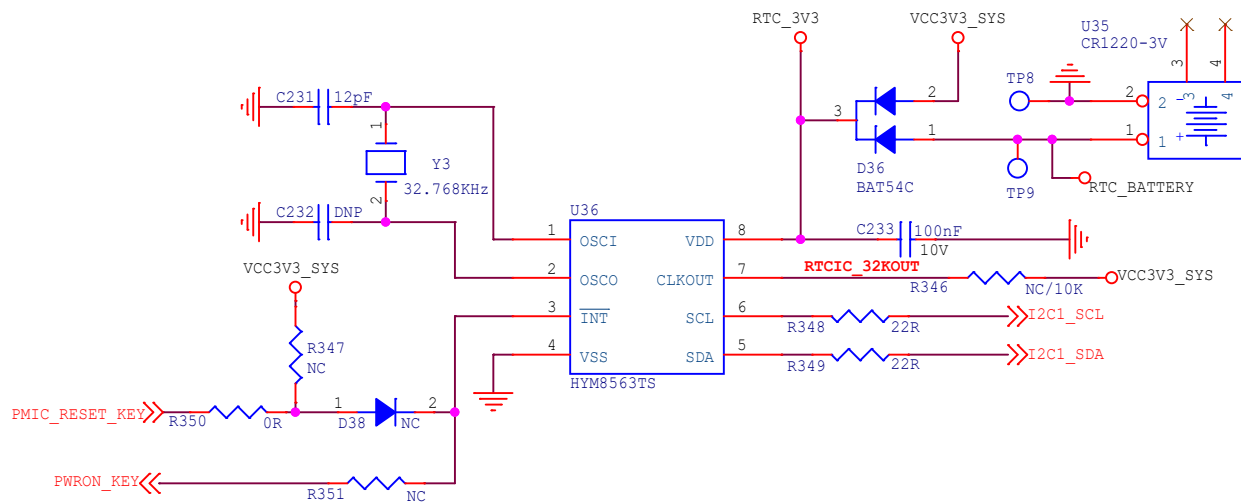 RTC_3V3
VCC3V3_SYS
U35
CR1220-3V
3
4
TP8
2
2
-
3
4
1
1
+
TP9
RTC_BATTERY
3
2
1
D36
BAT54C
C231
12pF
1
Y3
32.768KHz
2
C232
DNP
U36
1
OSCI
VDD
8
C233
100nF
10V
2
OSCO
CLKOUT
7
RTCIC_32KOUT
R346
NC/10K
VCC3V3_SYS
3
INT
SCL
6
R348
22R
I2C1_SCL
4
VSS
SDA
5
R349
22R
I2C1_SDA
HYM8563TS
VCC3V3_SYS
R347
NC
PMIC_RESET_KEY
R350
0R
1
D38
NC
2
PWRON_KEY
R351
NC